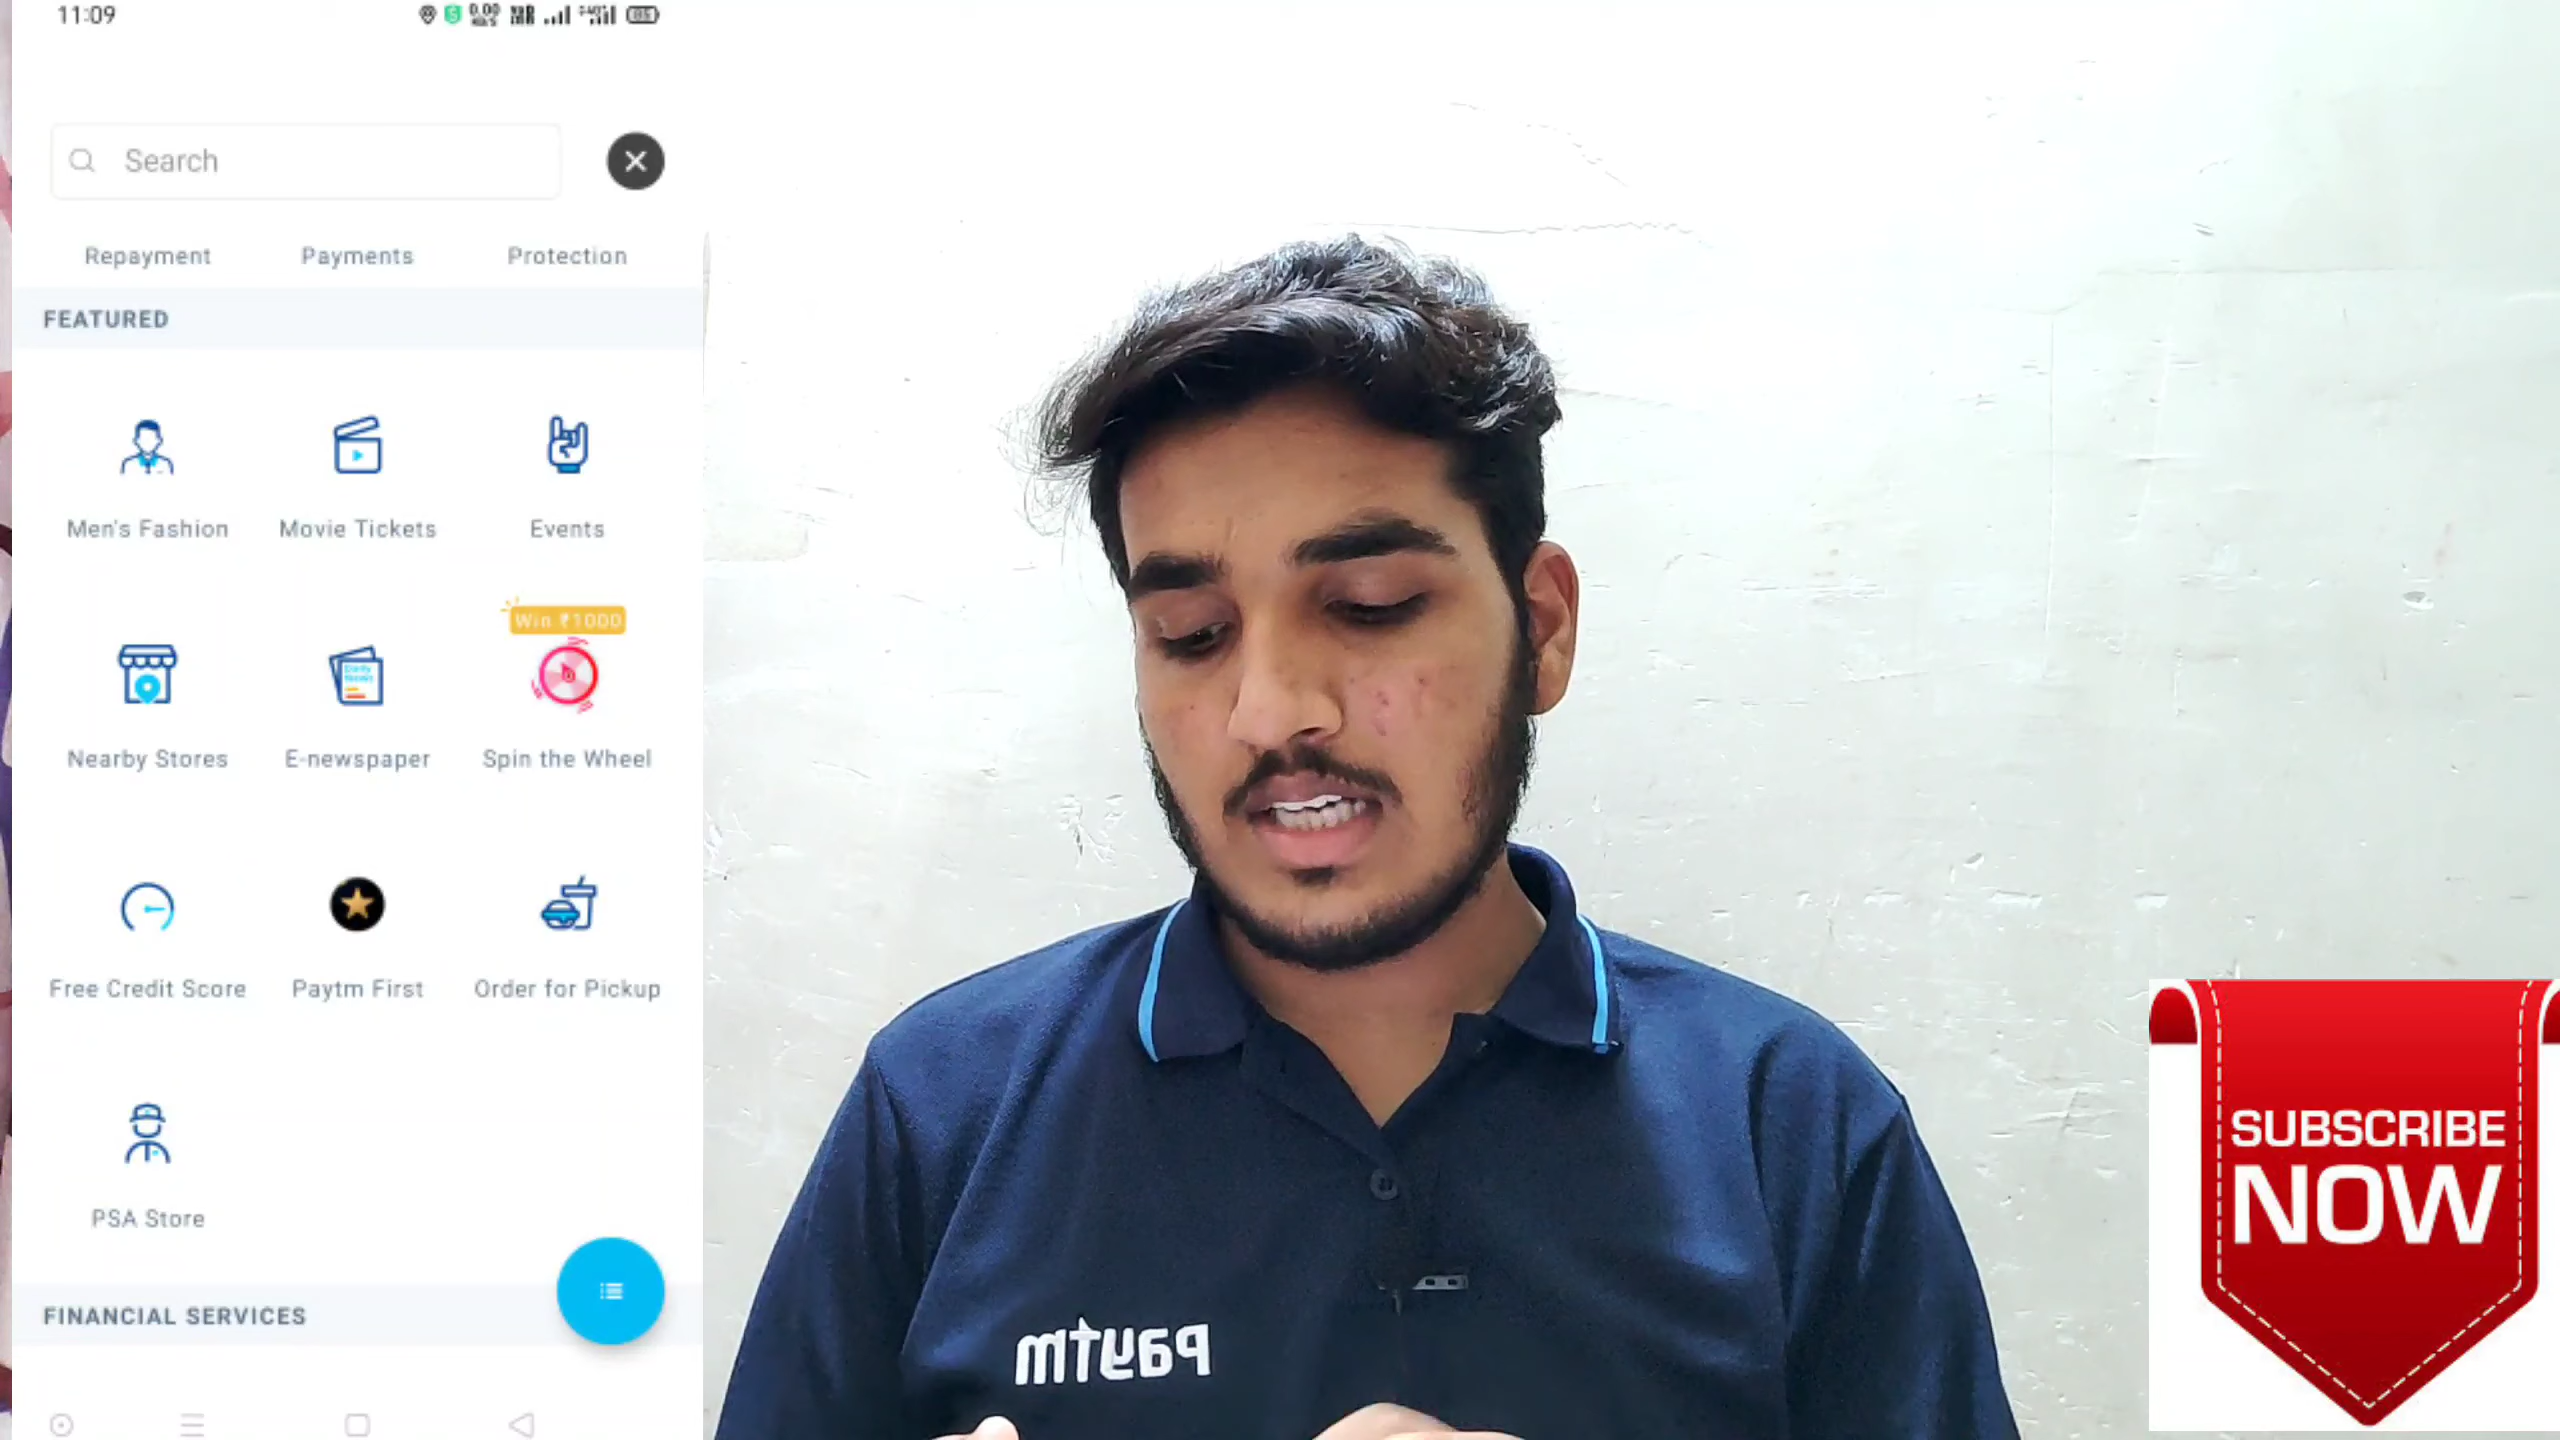 11:09
Search
Repayment Payments Protection
FEATURED
Men's Fashion Movie Tickets Events
Win ₹1000
Nearby Stores E-newspaper Spin the Wheel
Free Credit Score Paytm First Order for Pickup
PSA Store
FINANCIAL SERVICES
paytm
SUBSCRIBE
NOW